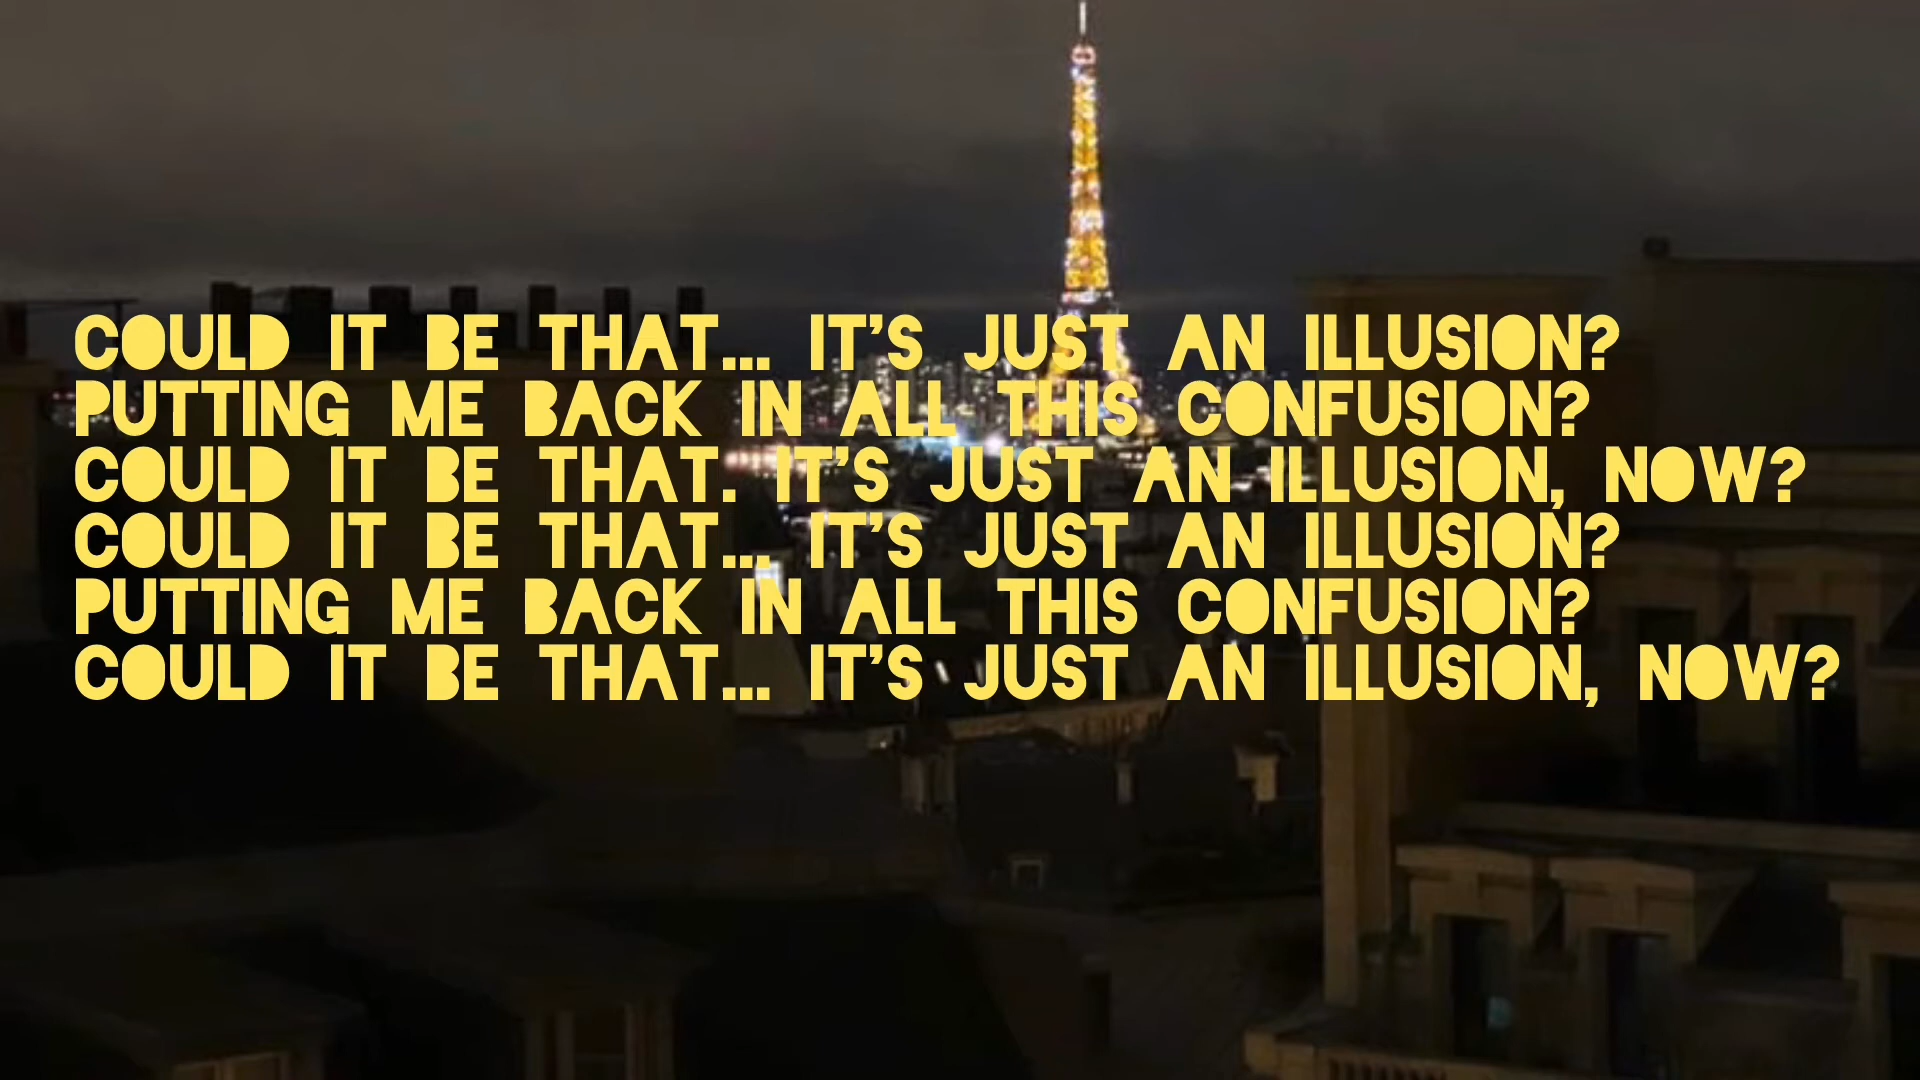 COULD IT BE THAT... IT'S JUST AN ILLUSION?
PUTTING ME BACK IN ALL THIS CONFUSION?
COULD IT BE THAT. IT'S JUST AN ILLUSION, NOW?
COULD IT BE THAT... IT'S JUST AN ILLUSION?
PUTTING ME BACK IN ALL THIS CONFUSION?
COULD IT BE THAT... IT'S JUST AN ILLUSION, NOW?